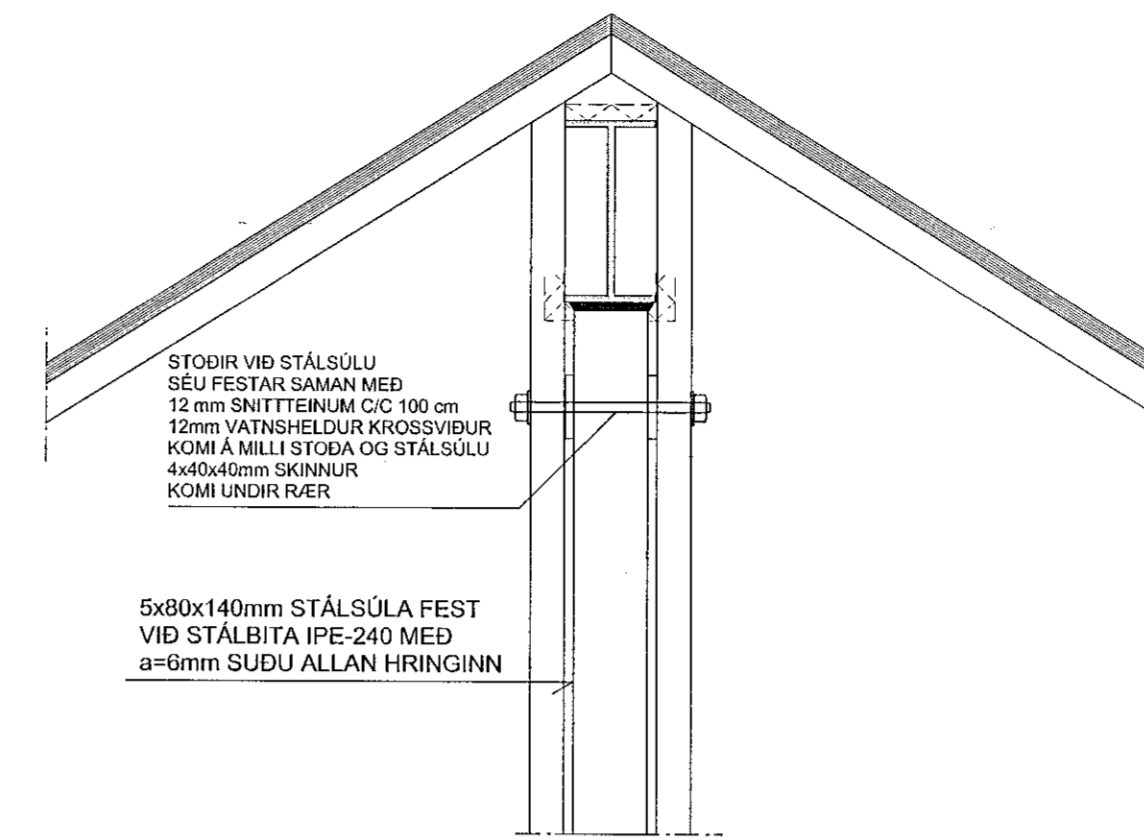 STOÐIR VIÐ STÁLSÚLU
SÉU FESTAR SAMAN MEÐ
12 mm SNITTTEINUM C/C 100 cm
12mm VATNSHELDUR KROSSVIÐUR
KOMI Á MILLI STOÐA OG STÁLSÚLU
4x40x40mm SKINNUR
KOMI UNDIR RÆR
5x80x140mm STÁLSÚLA FEST
VIÐ STÁLBITA IPE-240 MEÐ
a=6mm SUÐU ALLAN HRINGINN